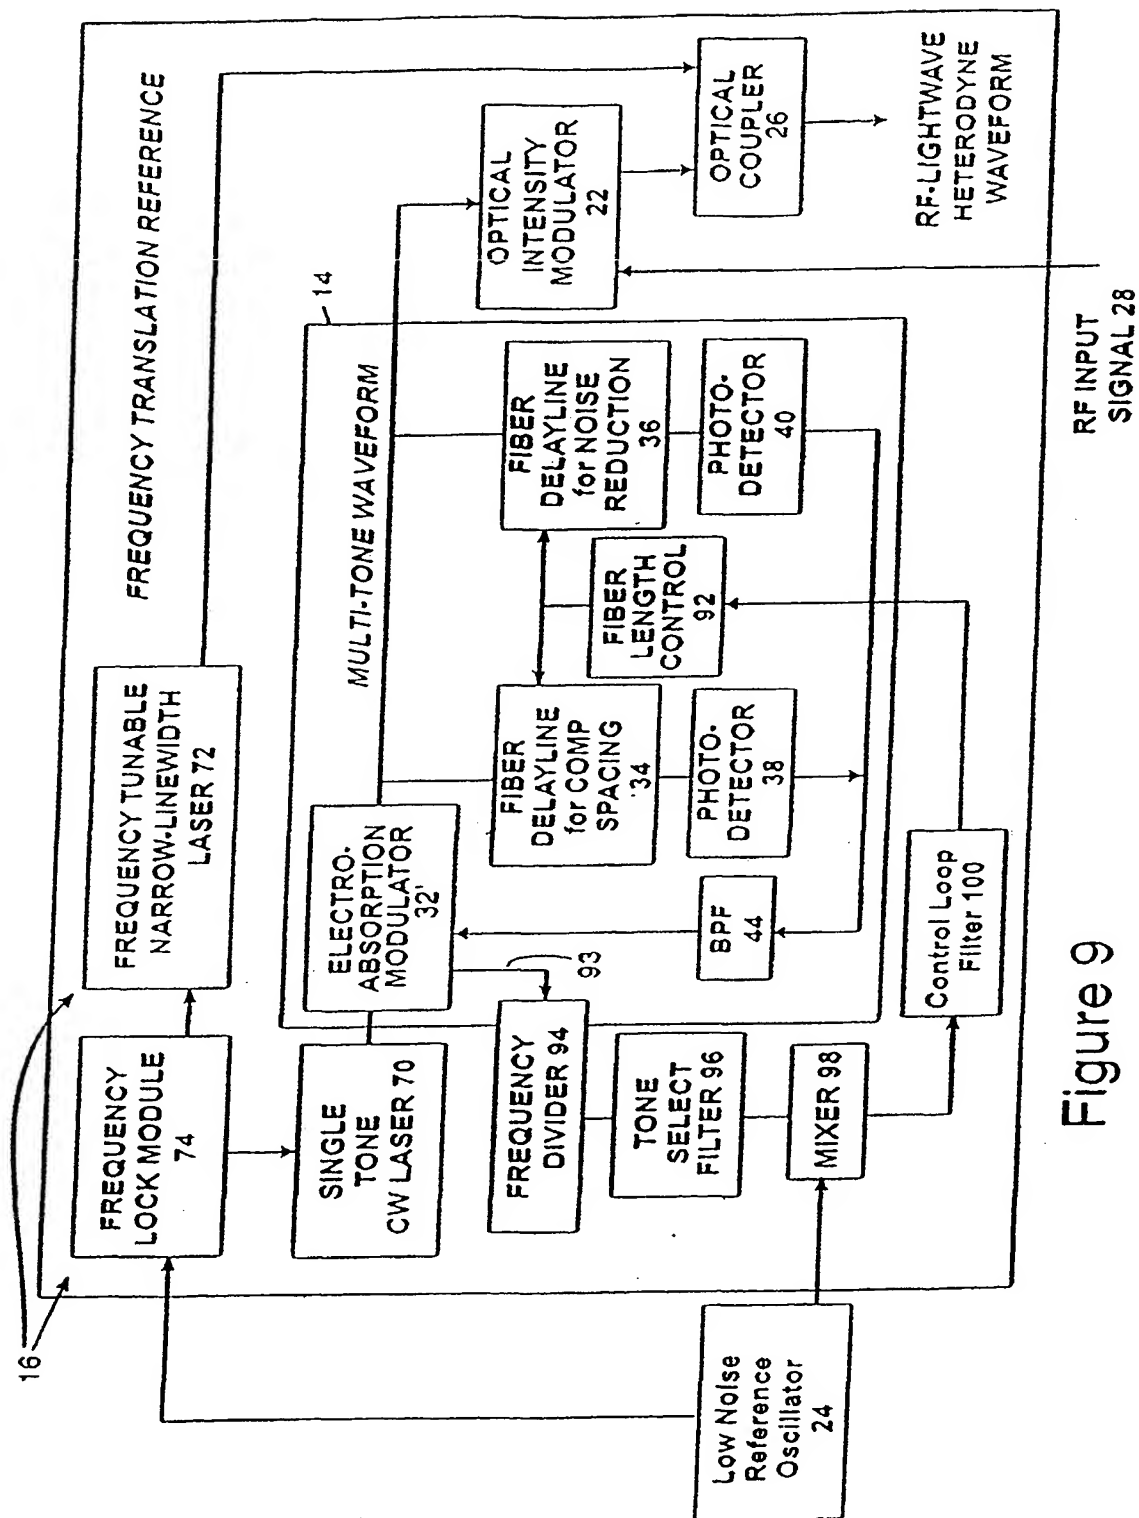 16
FREQUENCY
LOCK MODULE
74
FREQUENCY TUNABLE
NARROW-LINEWIDTH
LASER 72
FREQUENCY TRANSLATION REFERENCE
SINGLE
TONE
CW LASER 70
ELECTRO-
ABSORPTION
MODULATOR
32'
MULTI-TONE WAVEFORM
14
OPTICAL
INTENSITY
MODULATOR
22
OPTICAL
COUPLER
26
RF-LIGHTWAVE
HETERODYNE
WAVEFORM
93
FREQUENCY
DIVIDER 94
FIBER
DELAYLINE
for COMP
SPACING
34
FIBER
DELAYLINE
for NOISE
REDUCTION
36
FIBER
LENGTH
CONTROL
92
TONE
SELECT
FILTER 96
BPF
44
PHOTO-
DETECTOR
38
PHOTO-
DETECTOR
40
MIXER 98
Control Loop
Filter 100
Low Noise
Reference
Oscillator
24
RF INPUT
SIGNAL 28
Figure 9